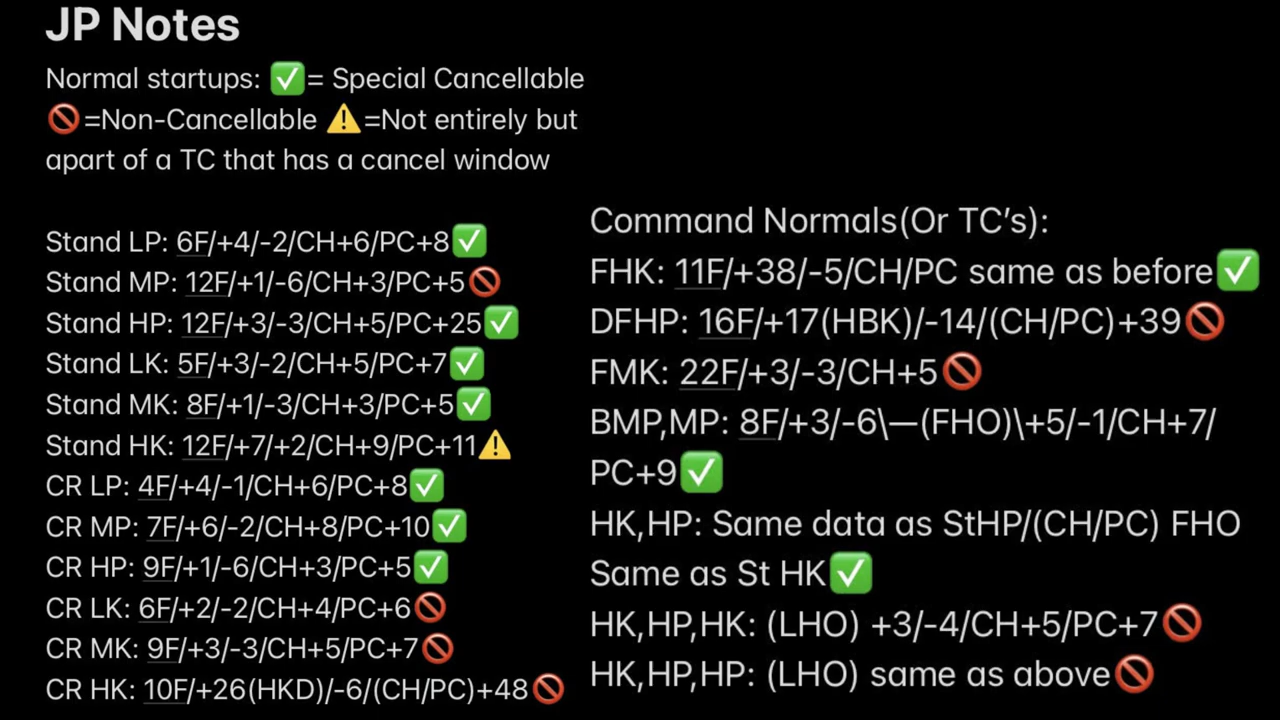 JP Notes
Normal startups: ✅= Special Cancellable
🚫=Non-Cancellable ⚠️=Not entirely but
apart of a TC that has a cancel window
Stand LP: 6F/+4/-2/CH+6/PC+8✅
Stand MP: 12F/+1/-6/CH+3/PC+5🚫
Stand HP: 12F/+3/-3/CH+5/PC+25✅
Stand LK: 5F/+3/-2/CH+5/PC+7✅
Stand MK: 8F/+1/-3/CH+3/PC+5✅
Stand HK: 12F/+7/+2/CH+9/PC+11⚠️
CR LP: 4F/+4/-1/CH+6/PC+8✅
CR MP: 7F/+6/-2/CH+8/PC+10✅
CR HP: 9F/+1/-6/CH+3/PC+5✅
CR LK: 6F/+2/-2/CH+4/PC+6🚫
CR MK: 9F/+3/-3/CH+5/PC+7🚫
CR HK: 10F/+26(HKD)/-6/(CH/PC)+48🚫
Command Normals(Or TC’s):
FHK: 11F/+38/-5/CH/PC same as before✅
DFHP: 16F/+17(HBK)/-14/(CH/PC)+39🚫
FMK: 22F/+3/-3/CH+5🚫
BMP,MP: 8F/+3/-6\—(FHO)\+5/-1/CH+7/
PC+9✅
HK,HP: Same data as StHP/(CH/PC) FHO
Same as St HK✅
HK,HP,HK: (LHO) +3/-4/CH+5/PC+7🚫
HK,HP,HP: (LHO) same as above🚫